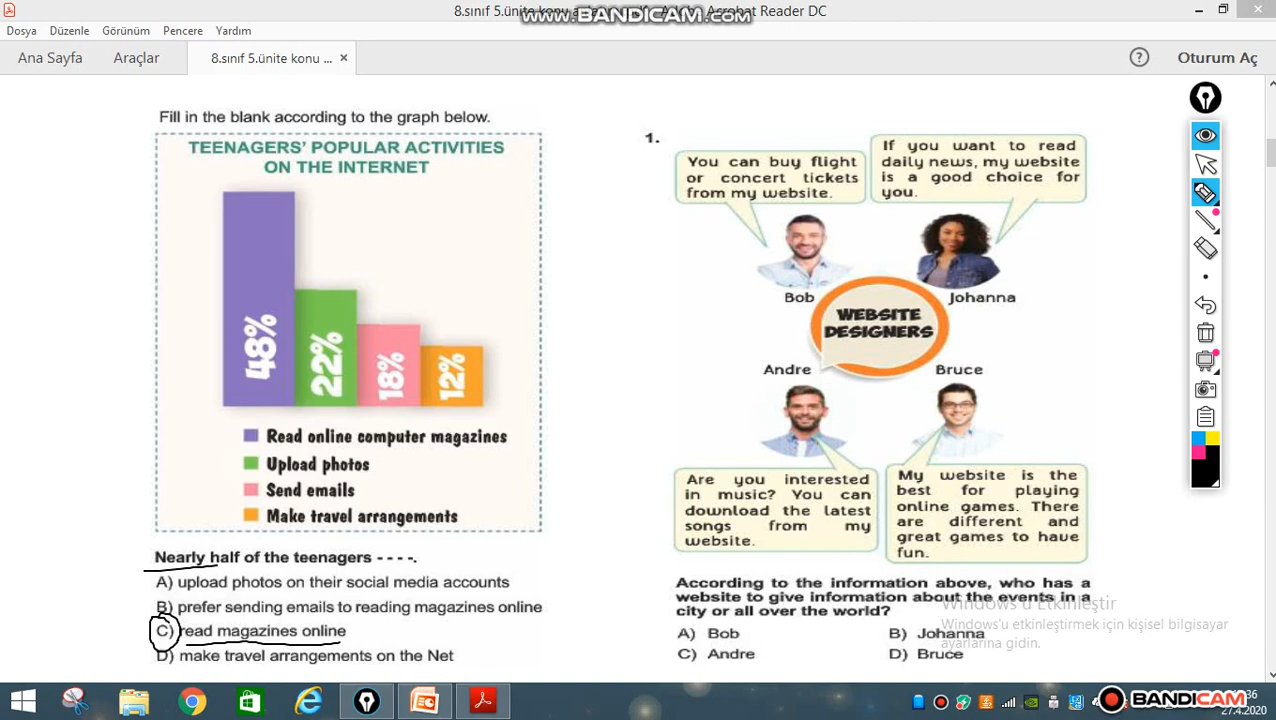 8.sınıf 5.ünite konu
www.BANDICAM.com
Acrobat Reader DC
Dosya Düzenle Görünüm Pencere Yardım
Ana Sayfa Araçlar 8.sınıf 5.ünite konu ... × ? Oturum Aç
Fill in the blank according to the graph below.
TEENAGERS' POPULAR ACTIVITIES
ON THE INTERNET
48%
22%
18%
12%
Read online computer magazines
Upload photos
Send emails
Make travel arrangements
Nearly half of the teenagers - - - -.
A) upload photos on their social media accounts
B) prefer sending emails to reading magazines online
C) read magazines online
D) make travel arrangements on the Net
1.
You can buy flight
or concert tickets
from my website.
If you want to read
daily news, my website
is a good choice for
you.
Bob
Johanna
WEBSITE
DESIGNERS
Andre
Bruce
Are you interested
in music? You can
download the latest
songs from my
website.
My website is the
best for playing
online games. There
are different and
great games to have
fun.
According to the information above, who has a
website to give information about the events in a
city or all over the world?
A) Bob B) Johanna
C) Andre D) Bruce
Windows'u Etkinleştir
Windows'u etkinleştirmek için kişisel bilgisayar
ayarlarına gidin.
BANDICAM
27.4.2020